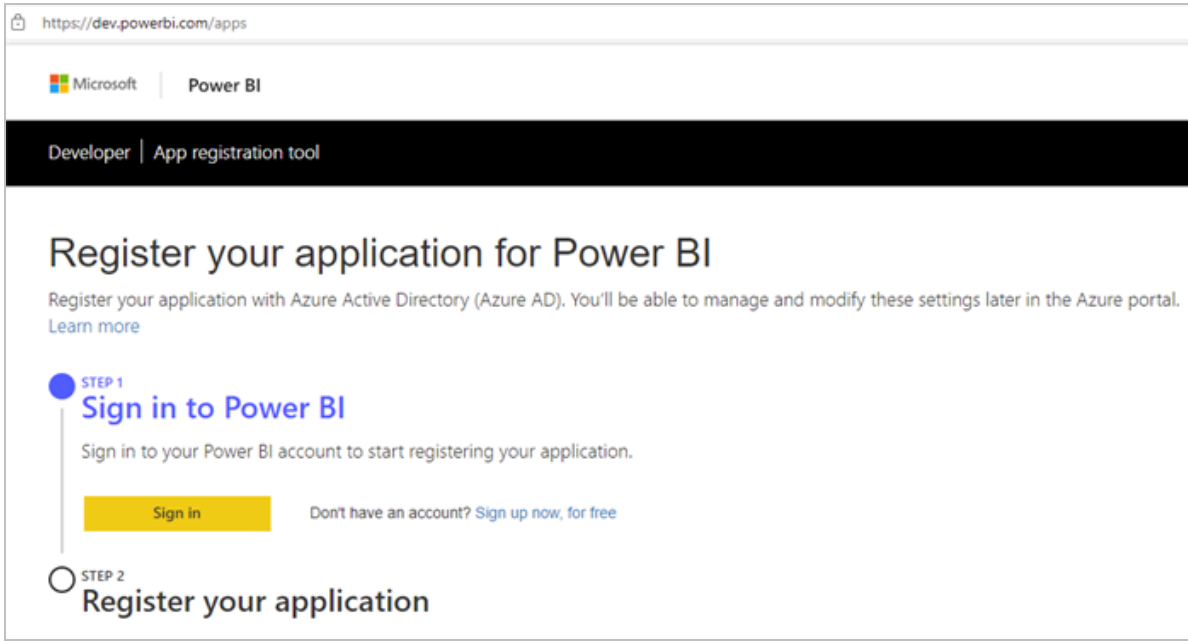 https://dev.powerbi.com/apps
Microsoft | Power BI
Developer | App registration tool
Register your application for Power BI
Register your application with Azure Active Directory (Azure AD). You'll be able to manage and modify these settings later in the Azure portal.
Learn more
STEP 1
Sign in to Power BI
Sign in to your Power BI account to start registering your application.
Sign in Don't have an account? Sign up now, for free
STEP 2
Register your application